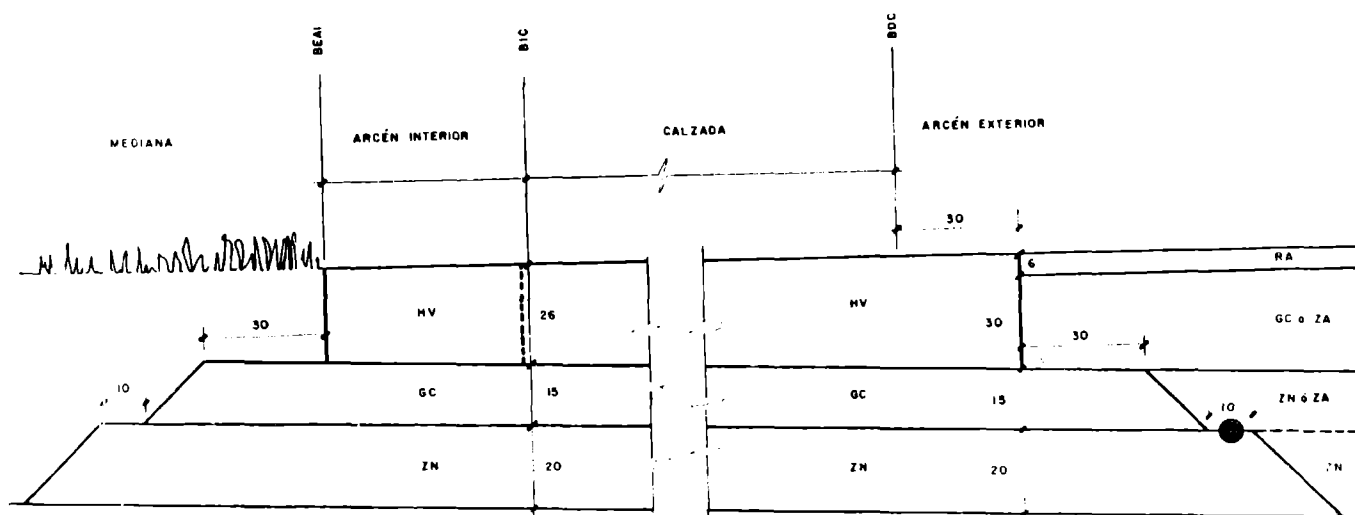 BEAI
BIC
BDC
MEDIANA
ARCÉN INTERIOR
CALZADA
ARCÉN EXTERIOR
30
6
RA
HV
26
HV
30
GC ó ZA
30
30
10
GC
15
GC
15
10
ZN ó ZA
ZN
20
ZN
20
ZN